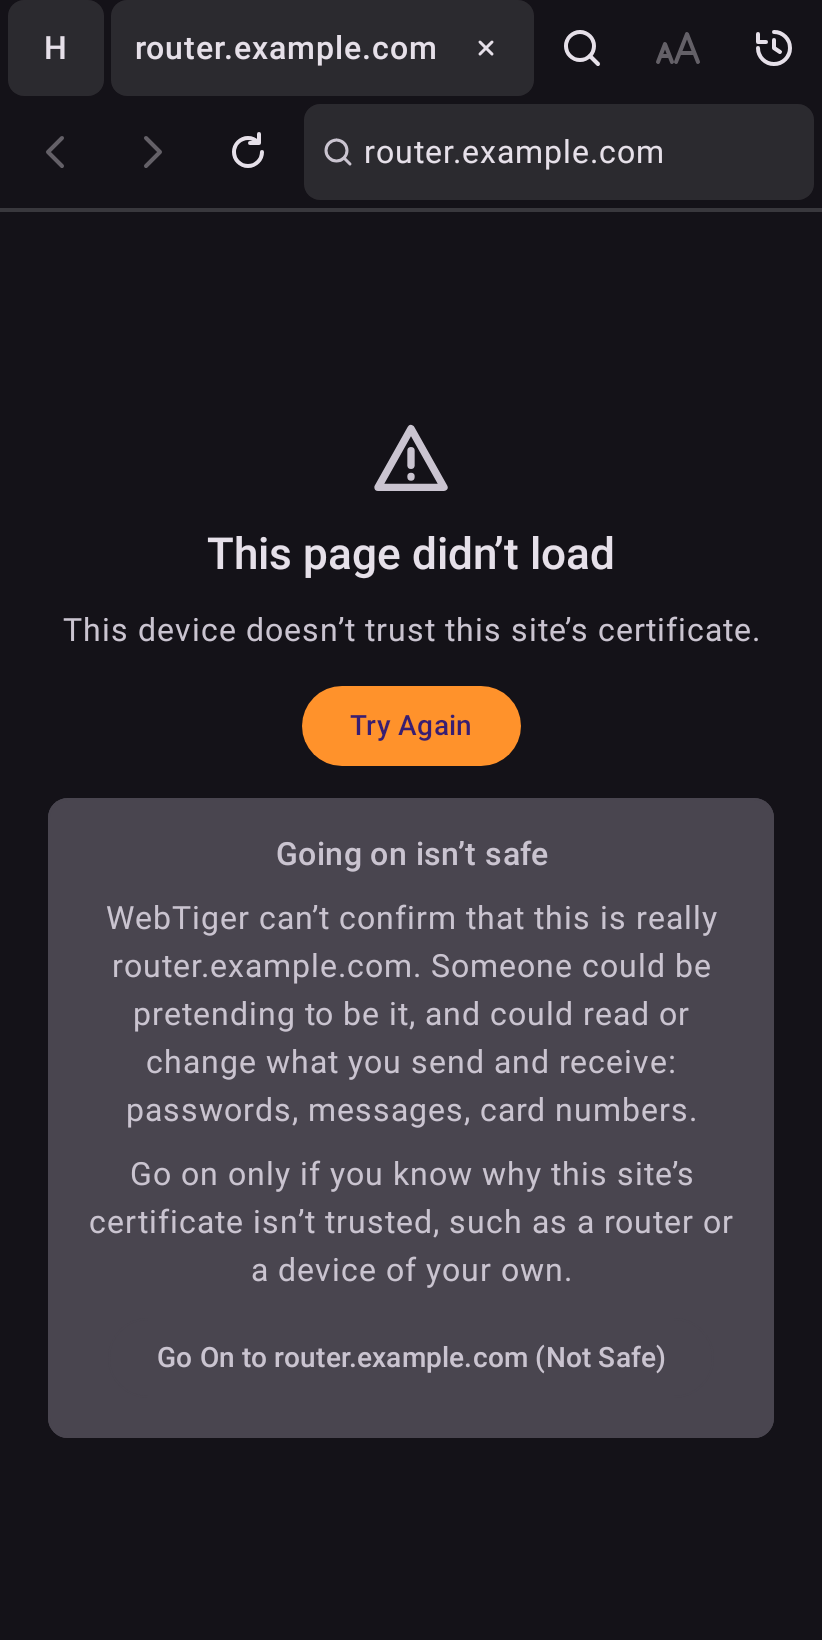 H
router.example.com
AA
router.example.com
This page didn’t load
This device doesn’t trust this site’s certificate.
Try Again
Going on isn’t safe
WebTiger can’t confirm that this is really
router.example.com. Someone could be
pretending to be it, and could read or
change what you send and receive:
passwords, messages, card numbers.
Go on only if you know why this site’s
certificate isn’t trusted, such as a router or
a device of your own.
Go On to router.example.com (Not Safe)